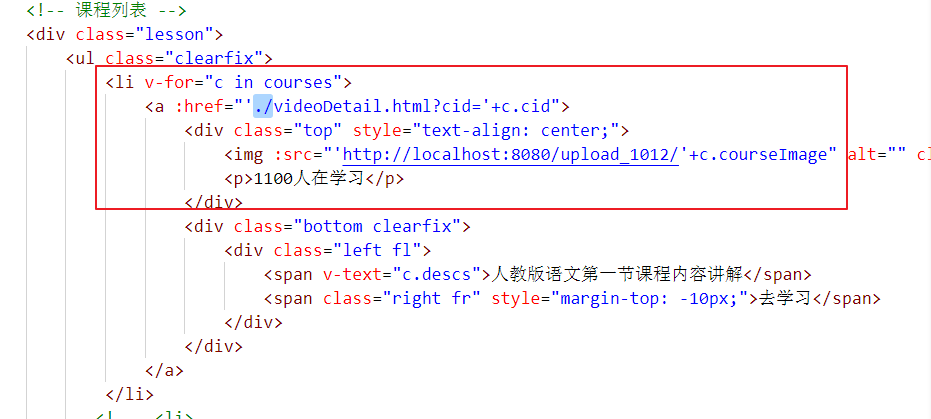 <!-- 课程列表 -->
<div class="lesson">
<ul class="clearfix">
<li v-for="c in courses">
<a :href="'./videoDetail.html?cid='+c.cid">
<div class="top" style="text-align: center;">
<img :src="'http://localhost:8080/upload_1012/'+c.courseImage" alt="" cl
<p>1100人在学习</p>
</div>
<div class="bottom clearfix">
<div class="left fl">
<span v-text="c.descs">人教版语文第一节课程内容讲解</span>
<span class="right fr" style="margin-top: -10px;">去学习</span>
</div>
</div>
</a>
</li>
<!-- <li>